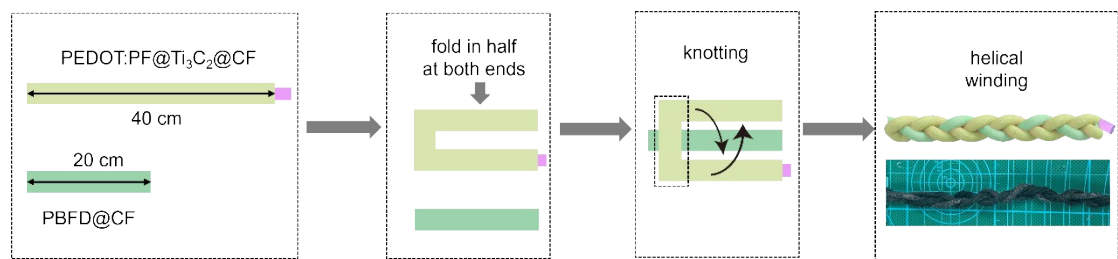 PEDOT:PF@Ti₃C₂@CF
40 cm
20 cm
PBFD@CF
fold in half
at both ends
knotting
helical
winding